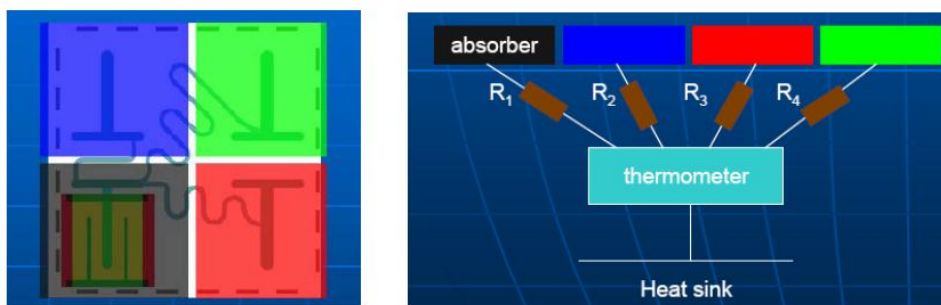 absorber
R1 R2 R3 R4
thermometer
Heat sink